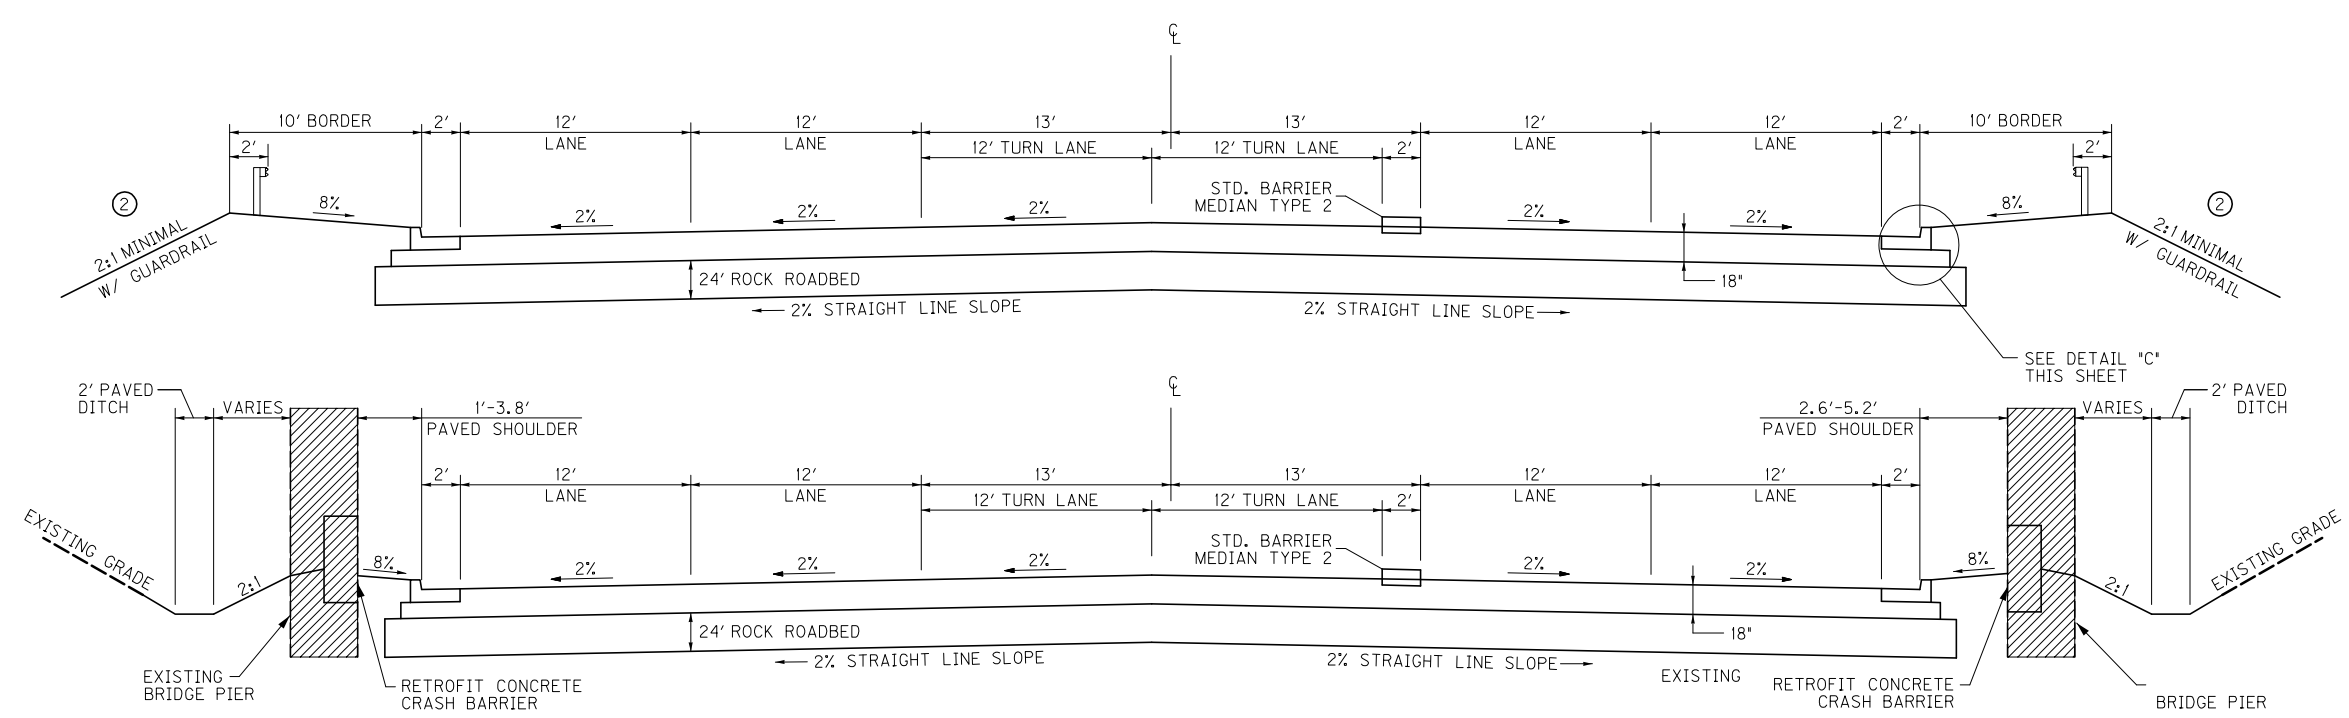 ℄
10' BORDER 2' 12' 12' 13' 13' 12' 12' 2' 10' BORDER
LANE LANE LANE LANE
2' 12' TURN LANE 12' TURN LANE 2' 2'
STD. BARRIER
MEDIAN TYPE 2
2 8% 2% 2% 2% 2% 2% 8% 2
2:1 MINIMAL
W/ GUARDRAIL
2:1 MINIMAL
W/ GUARDRAIL
24' ROCK ROADBED
18"
2% STRAIGHT LINE SLOPE 2% STRAIGHT LINE SLOPE
SEE DETAIL "C"
THIS SHEET
℄
2' PAVED
DITCH
VARIES
1'-3.8'
PAVED SHOULDER
2.6'-5.2'
PAVED SHOULDER
VARIES
2' PAVED
DITCH
2' 12' 12' 13' 13' 12' 12' 2'
LANE LANE LANE LANE
12' TURN LANE 12' TURN LANE 2'
STD. BARRIER
MEDIAN TYPE 2
EXISTING GRADE
2:1
8% 2% 2% 2% 2% 2% 8%
2:1
EXISTING GRADE
24' ROCK ROADBED
18"
2% STRAIGHT LINE SLOPE 2% STRAIGHT LINE SLOPE
EXISTING
BRIDGE PIER
RETROFIT CONCRETE
CRASH BARRIER
EXISTING
RETROFIT CONCRETE
CRASH BARRIER
BRIDGE PIER